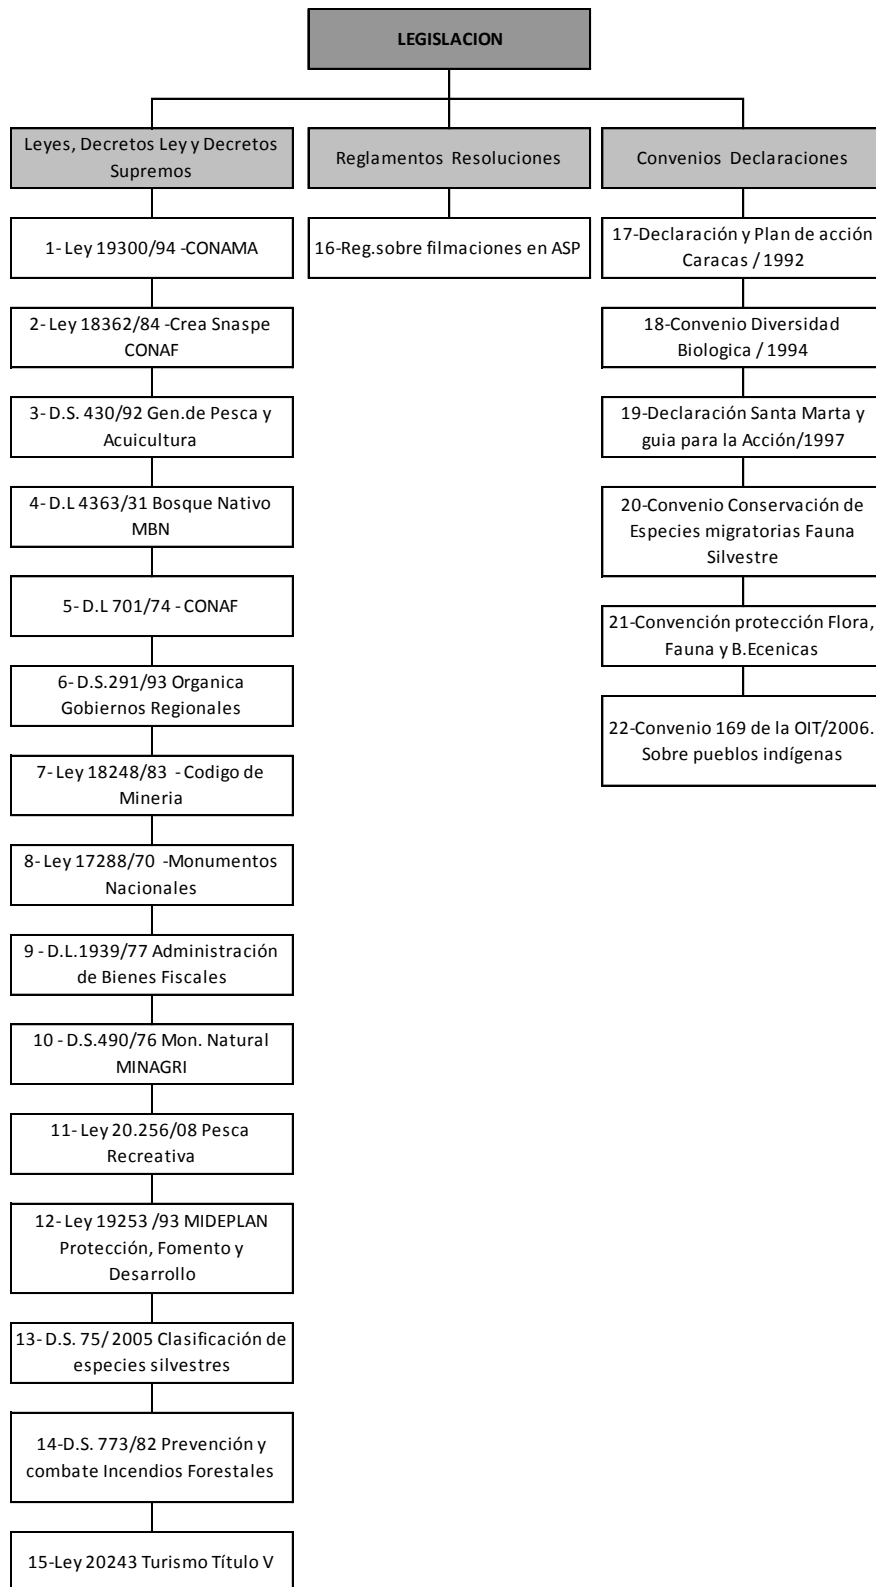 LEGISLACION
Leyes, Decretos Ley y Decretos
Supremos
1- Ley 19300/94 -CONAMA
2- Ley 18362/84 -Crea Snaspe
CONAF
3- D.S. 430/92 Gen.de Pesca y
Acuicultura
4- D.L 4363/31 Bosque Nativo
MBN
5- D.L 701/74 - CONAF
6- D.S.291/93 Organica
Gobiernos Regionales
7- Ley 18248/83 - Codigo de
Mineria
8- Ley 17288/70 -Monumentos
Nacionales
9 - D.L.1939/77 Administración
de Bienes Fiscales
10 - D.S.490/76 Mon. Natural
MINAGRI
11- Ley 20.256/08 Pesca
Recreativa
12- Ley 19253 /93 MIDEPLAN
Protección, Fomento y
Desarrollo
13- D.S. 75/ 2005 Clasificación de
especies silvestres
14-D.S. 773/82 Prevención y
combate Incendios Forestales
15-Ley 20243 Turismo Título V
Reglamentos Resoluciones
16-Reg.sobre filmaciones en ASP
Convenios Declaraciones
17-Declaración y Plan de acción
Caracas / 1992
18-Convenio Diversidad
Biologica / 1994
19-Declaración Santa Marta y
guia para la Acción/1997
20-Convenio Conservación de
Especies migratorias Fauna
Silvestre
21-Convención protección Flora,
Fauna y B.Ecenicas
22-Convenio 169 de la OIT/2006.
Sobre pueblos indígenas